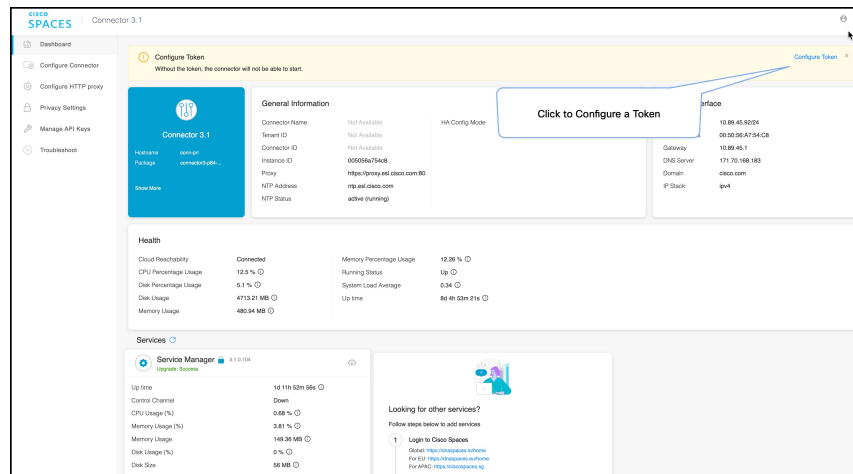 CISCO
SPACES
Connector 3.1
Dashboard
Configure Connector
Configure HTTP proxy
Privacy Settings
Manage API Keys
Troubleshoot
Configure Token
Without the token, the connector will not be able to start.
Configure Token ×
Click to Configure a Token
Connector 3.1
Hostname conn-pri
Package connector3-p84-...
Show More
General Information
Connector Name Not Available
Tenant ID Not Available
Connector ID Not Available
Instance ID 005056a754c8
Proxy https://proxy.esl.cisco.com:80
NTP Address ntp.esl.cisco.com
NTP Status active (running)
HA Config Mode
erface
10.89.45.92/24
00:50:56:A7:54:C8
Gateway 10.89.45.1
DNS Server 171.70.168.183
Domain cisco.com
IP Stack ipv4
Health
Cloud Reachability Connected
CPU Percentage Usage 12.5 %
Disk Percentage Usage 5.1 %
Disk Usage 4713.21 MB
Memory Usage 480.94 MB
Memory Percentage Usage 12.26 %
Running Status Up
System Load Average 0.34
Up time 8d 4h 53m 21s
Services
Service Manager 3.1.0.104
Upgrade: Success
Up time 1d 11h 52m 56s
Control Channel Down
CPU Usage (%) 0.68 %
Memory Usage (%) 3.81 %
Memory Usage 149.36 MB
Disk Usage (%) 0 %
Disk Size 56 MB
Looking for other services?
Follow steps below to add services
1 Login to Cisco Spaces
Global: https://dnaspaces.io/home
For EU: https://dnaspaces.eu/home
For APAC: https://ciscospaces.sg